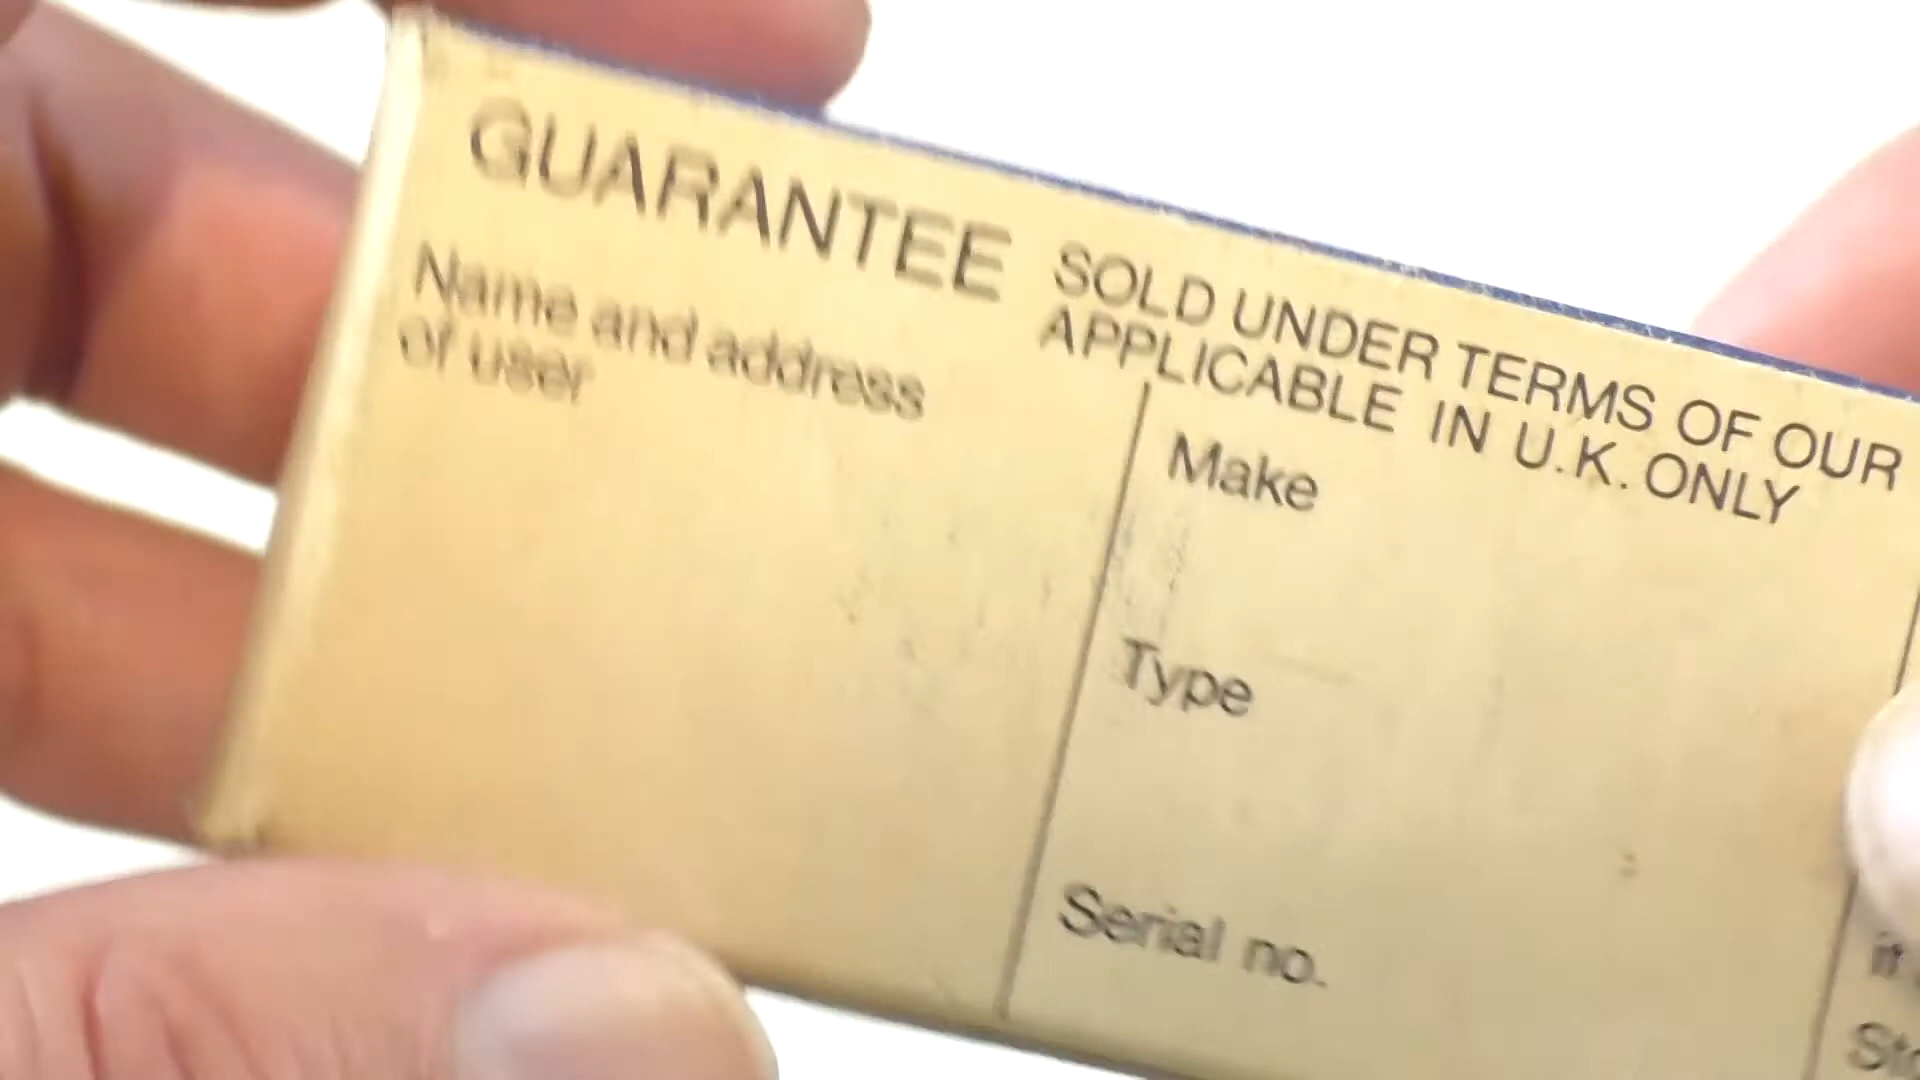 GUARANTEE
SOLD UNDER TERMS OF OUR
APPLICABLE IN U.K. ONLY
Name and address
of user
Make
Type
Serial no.